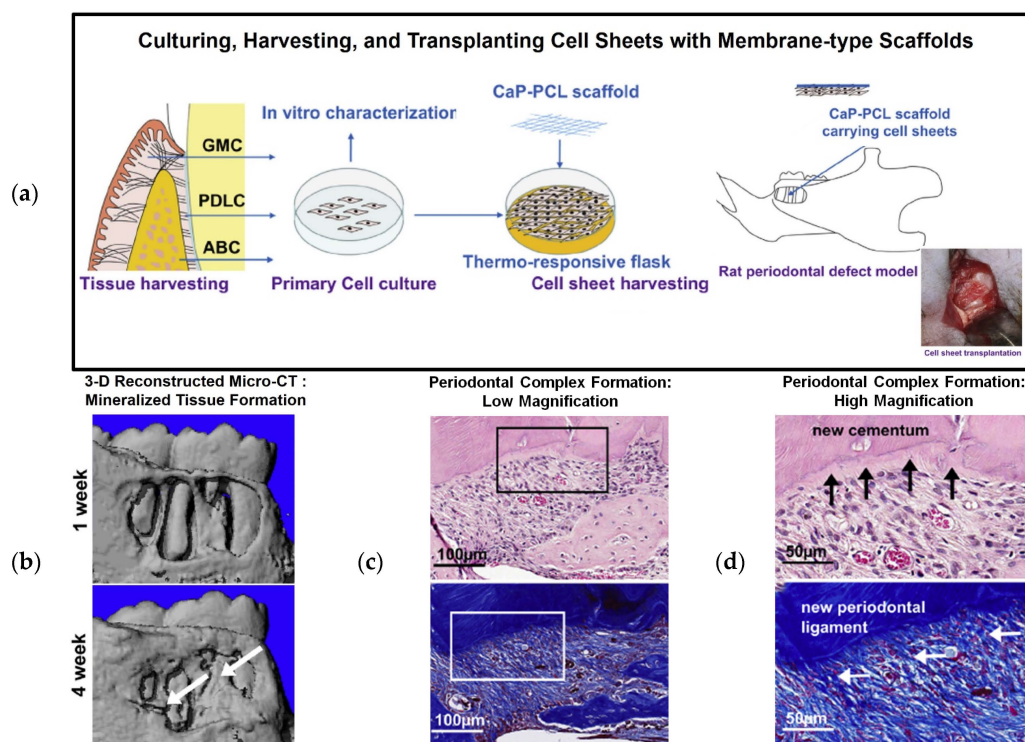 (a)
Culturing, Harvesting, and Transplanting Cell Sheets with Membrane-type Scaffolds
In vitro characterization
CaP-PCL scaffold
CaP-PCL scaffold
carrying cell sheets
GMC
PDLC
ABC
Tissue harvesting
Primary Cell culture
Thermo-responsive flask
Cell sheet harvesting
Rat periodontal defect model
Cell sheet transplantation
3-D Reconstructed Micro-CT :
Mineralized Tissue Formation
Periodontal Complex Formation:
Low Magnification
Periodontal Complex Formation:
High Magnification
(b)
1 week
4 week
(c)
100μm
100μm
(d)
new cementum
50μm
new periodontal
ligament
50μm